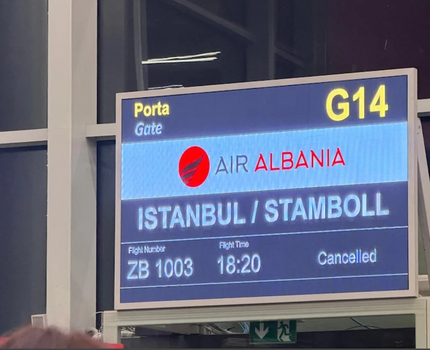 Porta
Gate
G14
AIR ALBANIA
ISTANBUL / STAMBOLL
Flight Number
Flight Time
ZB 1003
18:20
Cancelled